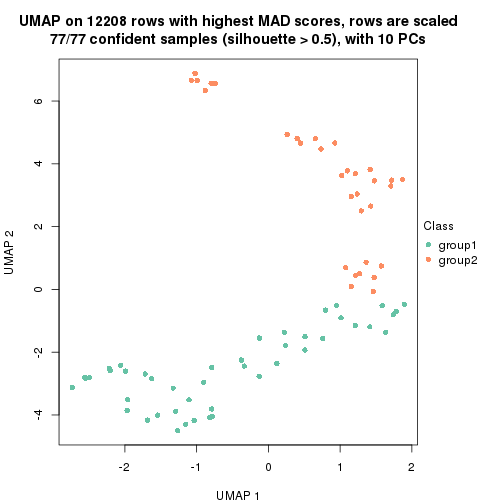 UMAP on 12208 rows with highest MAD scores, rows are scaled
77/77 confident samples (silhouette > 0.5), with 10 PCs
6
4
2
0
-2
-4
UMAP 2
-2
-1
0
1
2
UMAP 1
Class
group1
group2